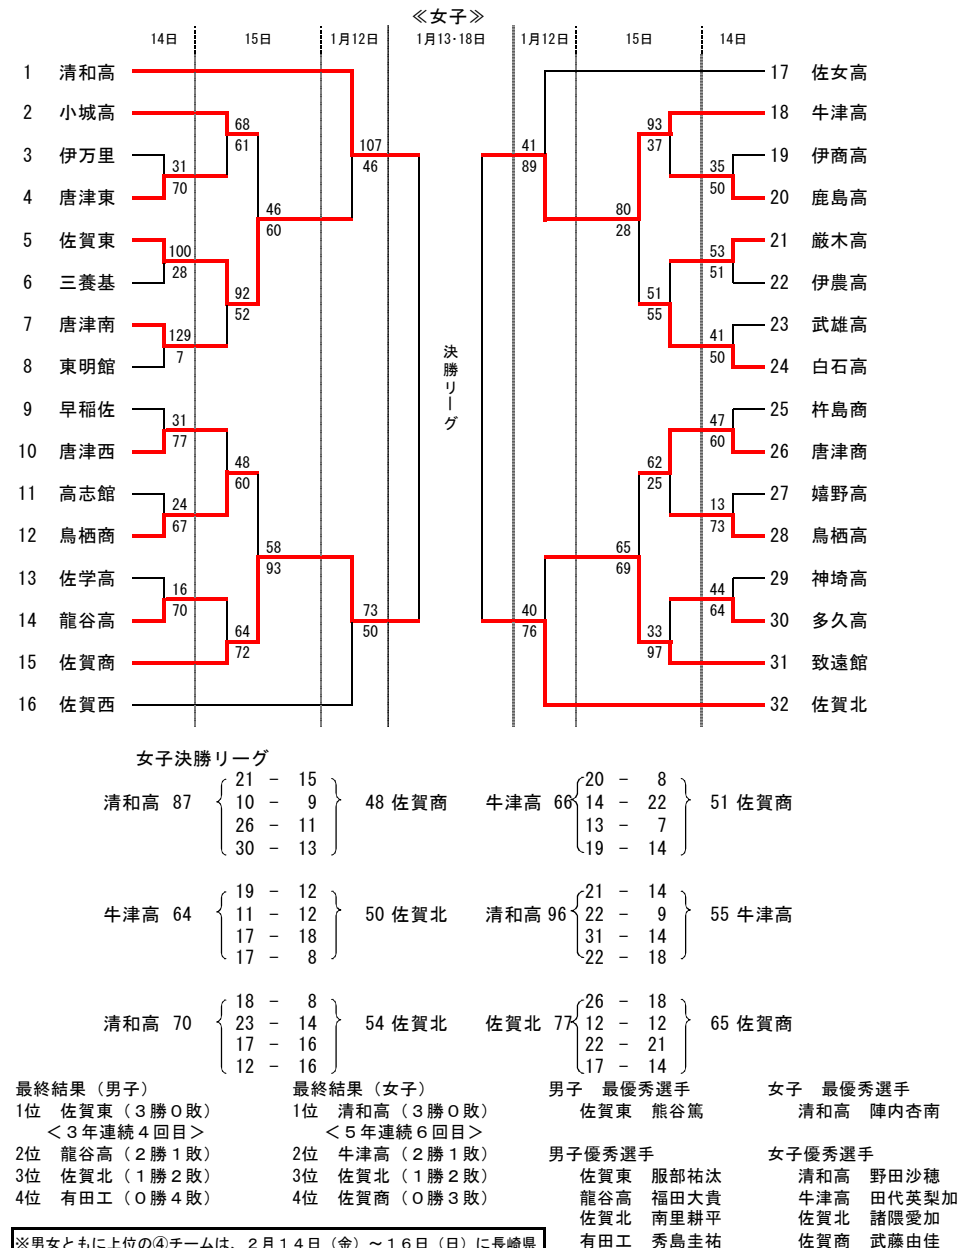 ≪女子≫
14日 15日 1月12日 1月13･18日 1月12日 15日 14日
1 清和高
2 小城高
3 伊万里
4 唐津東
5 佐賀東
6 三養基
7 唐津南
8 東明館
9 早稲佐
10 唐津西
11 高志館
12 鳥栖商
13 佐学高
14 龍谷高
15 佐賀商
16 佐賀西
31
70
100
28
129
7
31
77
24
67
16
70
68
61
92
52
48
60
64
72
46
60
58
93
107
46
73
50
決勝リーグ
41
89
40
76
80
28
65
69
93
37
51
55
62
25
33
97
35
50
53
51
41
50
47
60
13
73
44
64
17 佐女高
18 牛津高
19 伊商高
20 鹿島高
21 厳木高
22 伊農高
23 武雄高
24 白石高
25 杵島商
26 唐津商
27 嬉野高
28 鳥栖高
29 神埼高
30 多久高
31 致遠館
32 佐賀北
女子決勝リーグ
21 － 15
清和高 87 10 － 9 48 佐賀商
26 － 11
30 － 13
20 － 8
牛津高 66 14 － 22 51 佐賀商
13 － 7
19 － 14
19 － 12
牛津高 64 11 － 12 50 佐賀北
17 － 18
17 － 8
21 － 14
清和高 96 22 － 9 55 牛津高
31 － 14
22 － 18
18 － 8
清和高 70 23 － 14 54 佐賀北
17 － 16
12 － 16
26 － 18
佐賀北 77 12 － 12 65 佐賀商
22 － 21
17 － 14
最終結果（男子）
1位 佐賀東（３勝０敗）
＜３年連続４回目＞
2位 龍谷高（２勝１敗）
3位 佐賀北（１勝２敗）
4位 有田工（０勝４敗）
最終結果（女子）
1位 清和高（３勝０敗）
＜５年連続６回目＞
2位 牛津高（２勝１敗）
3位 佐賀北（１勝２敗）
4位 佐賀商（０勝３敗）
男子 最優秀選手
佐賀東 熊谷篤
男子優秀選手
佐賀東 服部祐汰
龍谷高 福田大貴
佐賀北 南里耕平
有田工 秀島圭祐
女子 最優秀選手
清和高 陣内杏南
女子優秀選手
清和高 野田沙穂
牛津高 田代英梨加
佐賀北 諸隈愛加
佐賀商 武藤由佳
※男女ともに上位の④チームは、２月１４日（金）～１６日（日）に長崎県